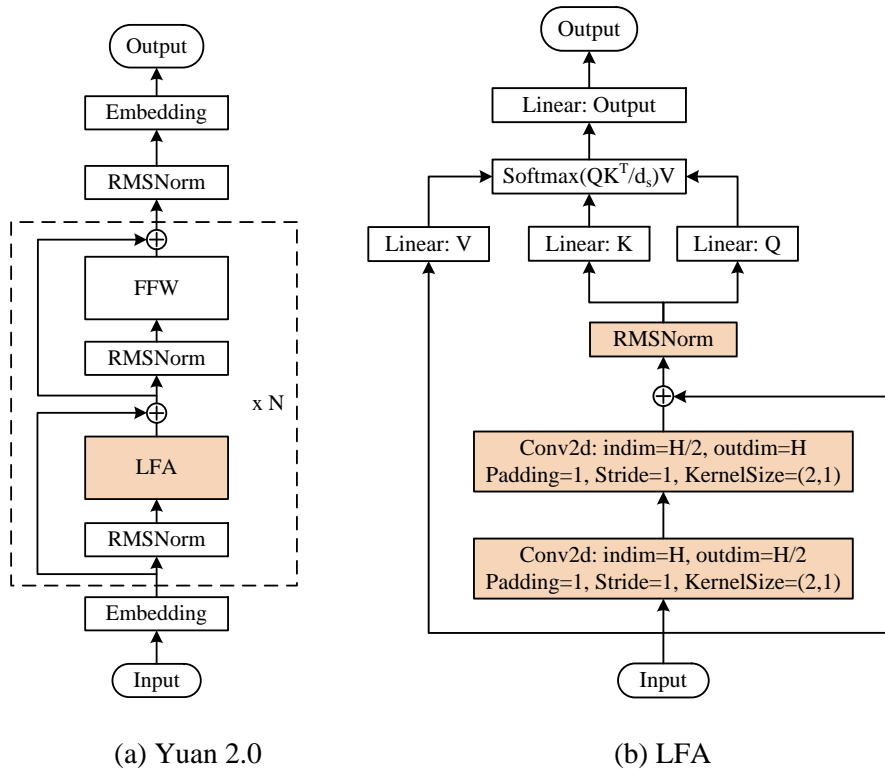 Output
Embedding
RMSNorm
FFW
RMSNorm
x N
LFA
RMSNorm
Embedding
Input
(a) Yuan 2.0
Output
Linear: Output
Softmax(QKᵀ/dₛ)V
Linear: V
Linear: K
Linear: Q
RMSNorm
Conv2d: indim=H/2, outdim=H
Padding=1, Stride=1, KernelSize=(2,1)
Conv2d: indim=H, outdim=H/2
Padding=1, Stride=1, KernelSize=(2,1)
Input
(b) LFA